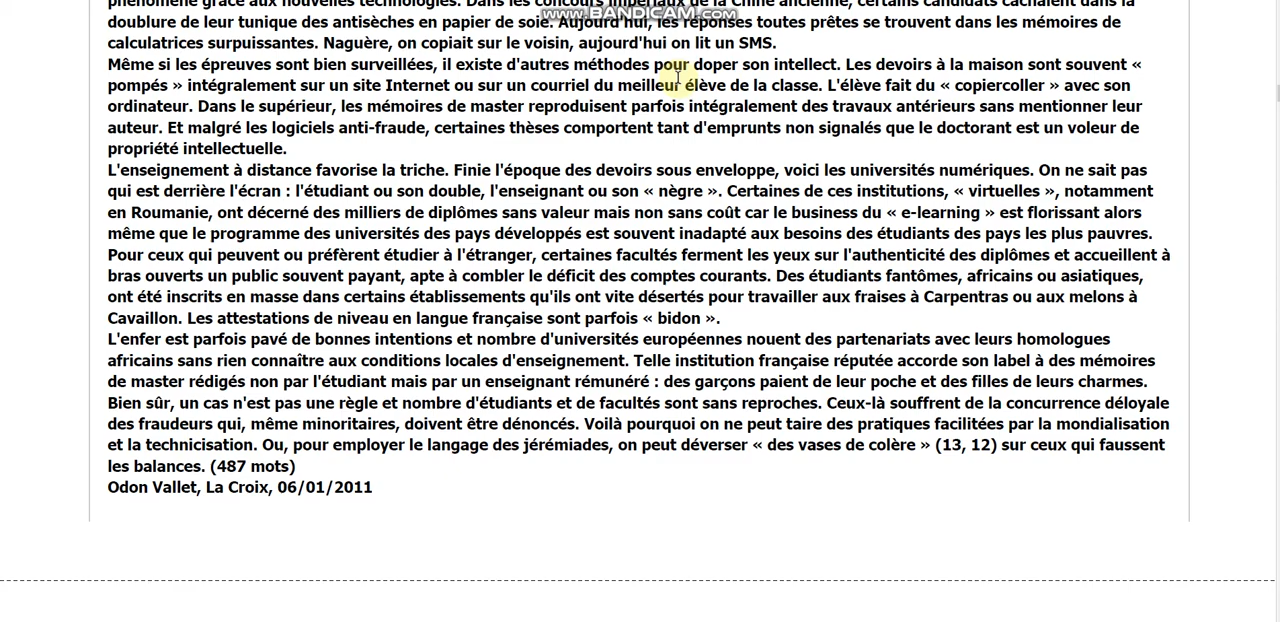 phénomène grâce aux nouvelles technologies. Dans les concours impériaux de la Chine ancienne, certains candidats cachaient dans la
www.BANDICAM.com
doublure de leur tunique des antisèches en papier de soie. Aujourd'hui, les réponses toutes prêtes se trouvent dans les mémoires de
calculatrices surpuissantes. Naguère, on copiait sur le voisin, aujourd'hui on lit un SMS.
Même si les épreuves sont bien surveillées, il existe d'autres méthodes pour doper son intellect. Les devoirs à la maison sont souvent «
pompés » intégralement sur un site Internet ou sur un courriel du meilleur élève de la classe. L'élève fait du « copiercoller » avec son
ordinateur. Dans le supérieur, les mémoires de master reproduisent parfois intégralement des travaux antérieurs sans mentionner leur
auteur. Et malgré les logiciels anti-fraude, certaines thèses comportent tant d'emprunts non signalés que le doctorant est un voleur de
propriété intellectuelle.
L'enseignement à distance favorise la triche. Finie l'époque des devoirs sous enveloppe, voici les universités numériques. On ne sait pas
qui est derrière l'écran : l'étudiant ou son double, l'enseignant ou son « nègre ». Certaines de ces institutions, « virtuelles », notamment
en Roumanie, ont décerné des milliers de diplômes sans valeur mais non sans coût car le business du « e-learning » est florissant alors
même que le programme des universités des pays développés est souvent inadapté aux besoins des étudiants des pays les plus pauvres.
Pour ceux qui peuvent ou préfèrent étudier à l'étranger, certaines facultés ferment les yeux sur l'authenticité des diplômes et accueillent à
bras ouverts un public souvent payant, apte à combler le déficit des comptes courants. Des étudiants fantômes, africains ou asiatiques,
ont été inscrits en masse dans certains établissements qu'ils ont vite désertés pour travailler aux fraises à Carpentras ou aux melons à
Cavaillon. Les attestations de niveau en langue française sont parfois « bidon ».
L'enfer est parfois pavé de bonnes intentions et nombre d'universités européennes nouent des partenariats avec leurs homologues
africains sans rien connaître aux conditions locales d'enseignement. Telle institution française réputée accorde son label à des mémoires
de master rédigés non par l'étudiant mais par un enseignant rémunéré : des garçons paient de leur poche et des filles de leurs charmes.
Bien sûr, un cas n'est pas une règle et nombre d'étudiants et de facultés sont sans reproches. Ceux-là souffrent de la concurrence déloyale
des fraudeurs qui, même minoritaires, doivent être dénoncés. Voilà pourquoi on ne peut taire des pratiques facilitées par la mondialisation
et la technicisation. Ou, pour employer le langage des jérémiades, on peut déverser « des vases de colère » (13, 12) sur ceux qui faussent
les balances. (487 mots)
Odon Vallet, La Croix, 06/01/2011